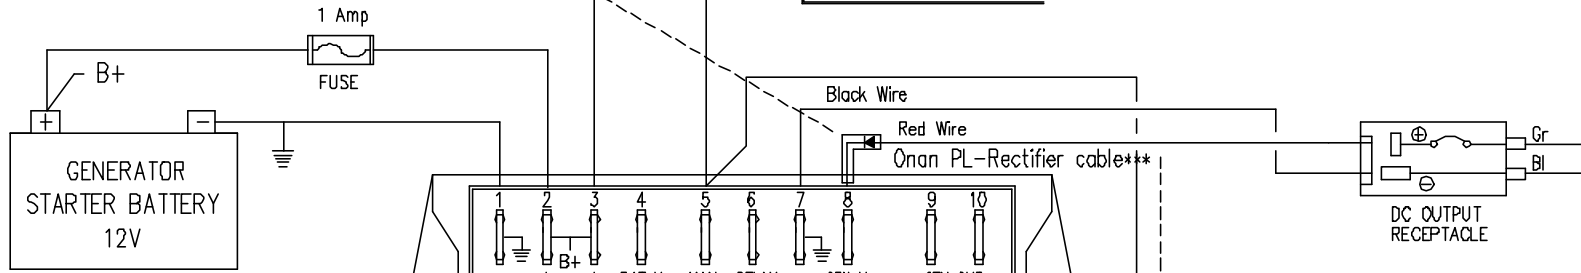 1 Amp
FUSE
B+
+
−
GENERATOR
STARTER BATTERY
12V
Black Wire
Red Wire
Onan PL-Rectifier cable***
1 2 3 4 5 6 7 8 9 10
B+
Gr
Bl
+
−
DC OUTPUT
RECEPTACLE